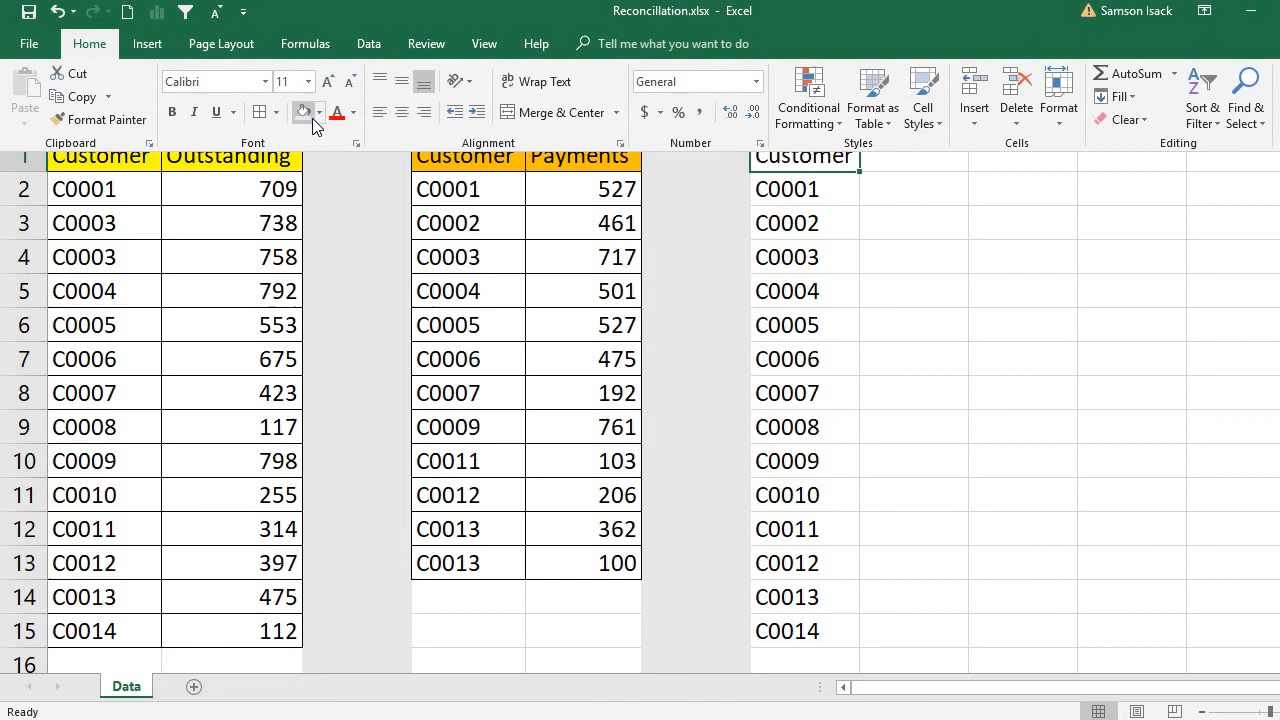 Reconcillation.xlsx - Excel
Samson Isack
File Home Insert Page Layout Formulas Data Review View Help Tell me what you want to do
Paste
Cut
Copy
Format Painter
Clipboard
Calibri 11
B I U
Font
Wrap Text
Merge & Center
Alignment
General
$ %
Number
Conditional Formatting
Format as Table
Cell Styles
Styles
Insert
Delete
Format
Cells
AutoSum
Fill
Clear
Sort & Filter
Find & Select
Editing
1 Customer Outstanding Customer Payments Customer
2 C0001 709 C0001 527 C0001
3 C0003 738 C0002 461 C0002
4 C0003 758 C0003 717 C0003
5 C0004 792 C0004 501 C0004
6 C0005 553 C0005 527 C0005
7 C0006 675 C0006 475 C0006
8 C0007 423 C0007 192 C0007
9 C0008 117 C0009 761 C0008
10 C0009 798 C0011 103 C0009
11 C0010 255 C0012 206 C0010
12 C0011 314 C0013 362 C0011
13 C0012 397 C0013 100 C0012
14 C0013 475 C0013
15 C0014 112 C0014
16
Data
Ready